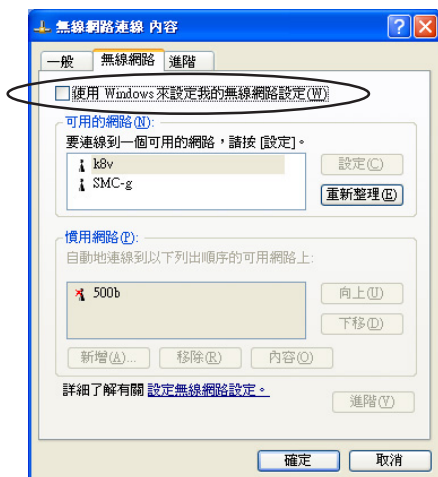 無線網路連線 內容
一般 無線網路 進階
使用 Windows 來設定我的無線網路設定(W)
可用的網路(N):
要連線到一個可用的網路，請按 [設定]。
k8v
SMC-g
設定(C)
重新整理(E)
慣用網路(P):
自動地連線到以下列出順序的可用網路上:
500b
向上(U)
下移(D)
新增(A)... 移除(R) 內容(O)
詳細了解有關 設定無線網路設定。
進階(V)
確定 取消